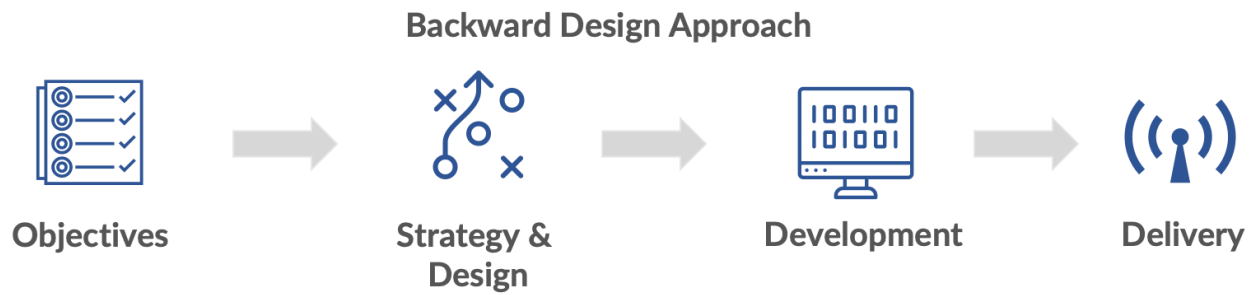 Backward Design Approach
100110
101001
Objectives
Strategy &
Design
Development
Delivery